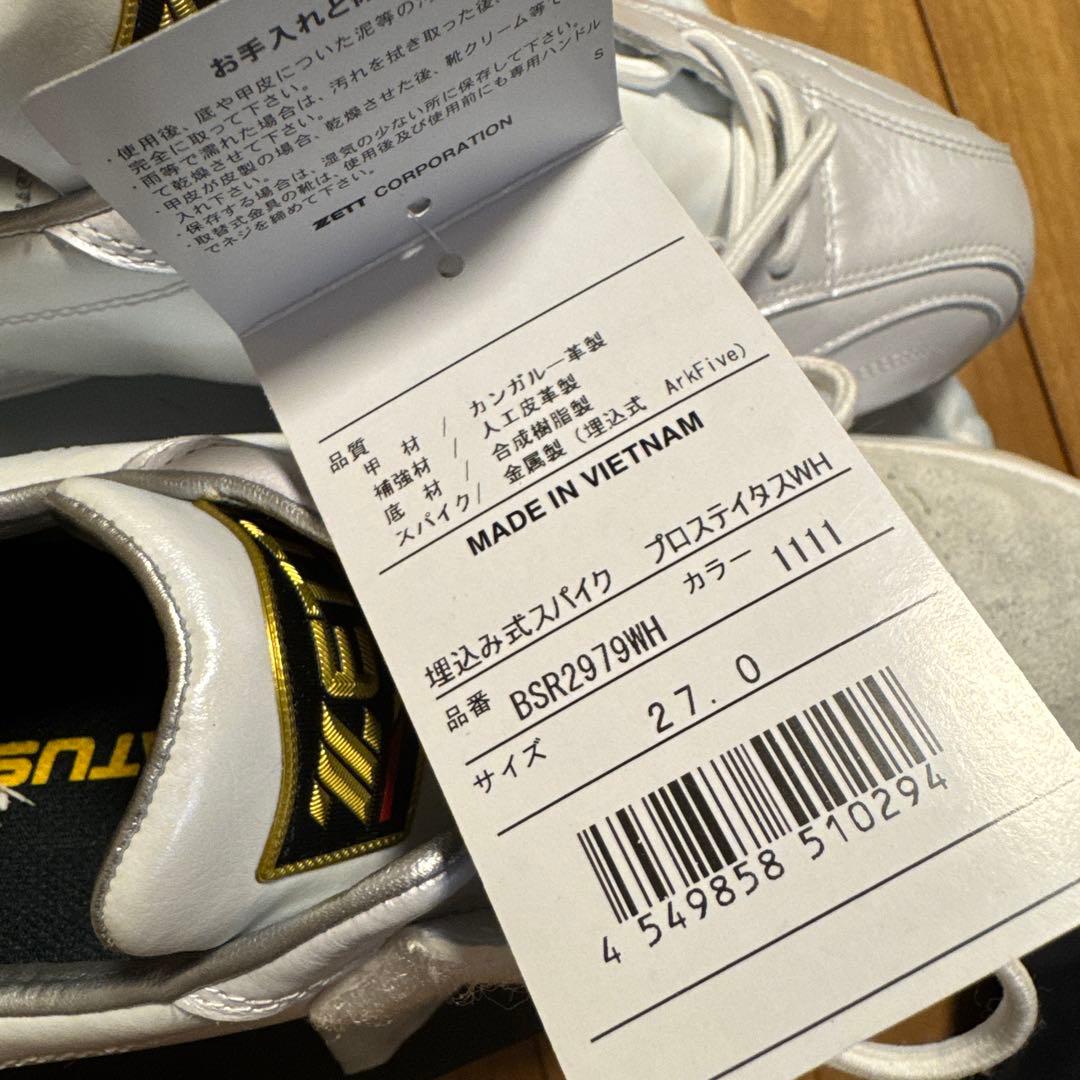 お手入れと
・使用後、底や甲皮についた泥等の汚
完全に取って下さい。
・雨等で濡れた場合は、汚れを拭き取った後、
て乾燥させて下さい。
・甲皮が皮製の場合、乾燥させた後、靴クリーム等で
入れ下さい。
・保存する場合は、湿気の少ない所に保存して下さい。
・取替式金具の靴は、使用後及び使用前にも専用ハンドル
でネジを締めて下さい。
S
ZETT CORPORATION
品質 / カンガルー革製
甲 材 / 人工皮革製
補強材 / 合成樹脂製
底 材 / 金属製(埋込式 ArkFive)
スパイク/
MADE IN VIETNAM
埋込み式スパイク プロステイタスWH
品番 BSR2979WH カラー 1111
サイズ 27.0
4 549858 510294
ZETT
TUS